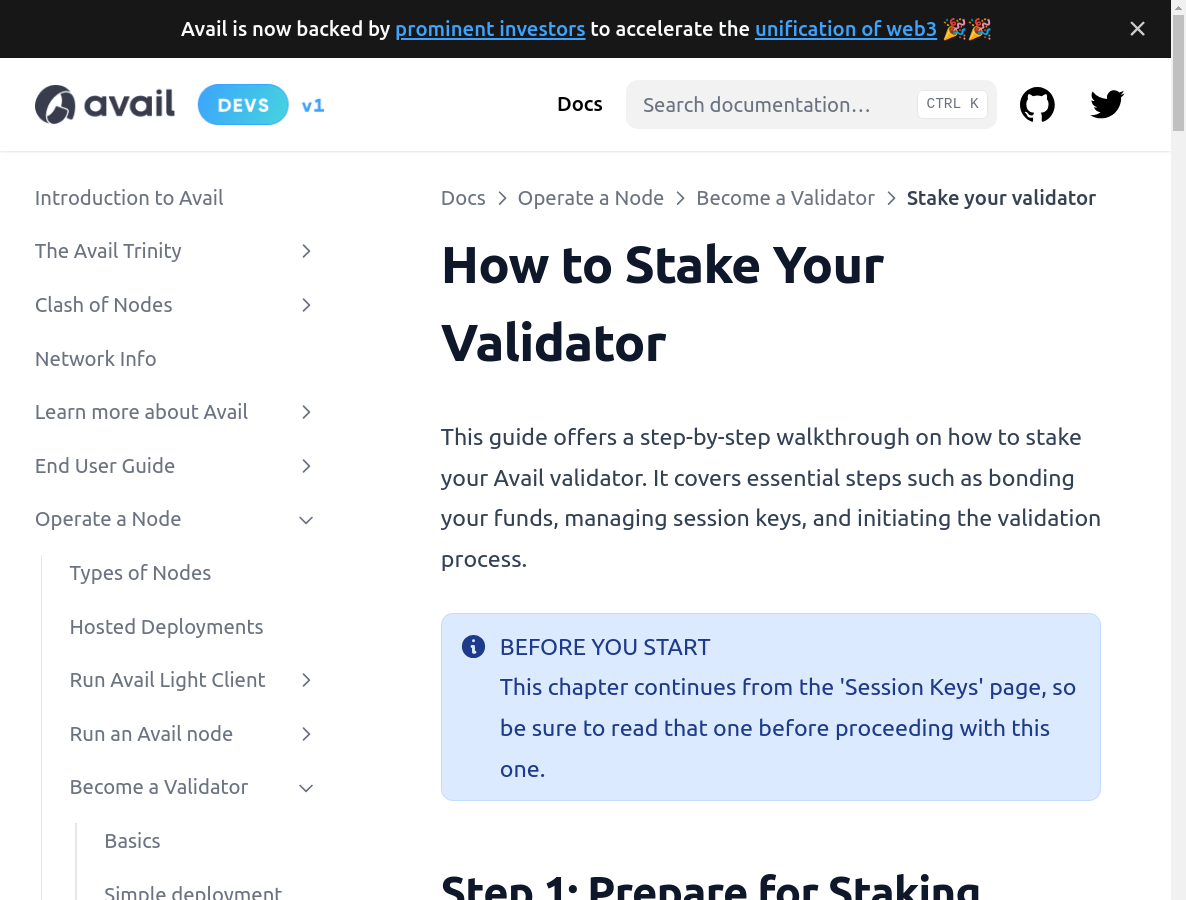 Avail is now backed by prominent investors to accelerate the unification of web3 🎉🎉
avail DEVS v1
Docs
Search documentation…
CTRL K
Introduction to Avail
The Avail Trinity
Clash of Nodes
Network Info
Learn more about Avail
End User Guide
Operate a Node
Types of Nodes
Hosted Deployments
Run Avail Light Client
Run an Avail node
Become a Validator
Basics
Simple deployment
Docs > Operate a Node > Become a Validator > Stake your validator
How to Stake Your
Validator
This guide offers a step-by-step walkthrough on how to stake
your Avail validator. It covers essential steps such as bonding
your funds, managing session keys, and initiating the validation
process.
BEFORE YOU START
This chapter continues from the 'Session Keys' page, so
be sure to read that one before proceeding with this
one.
Step 1: Prepare for Staking